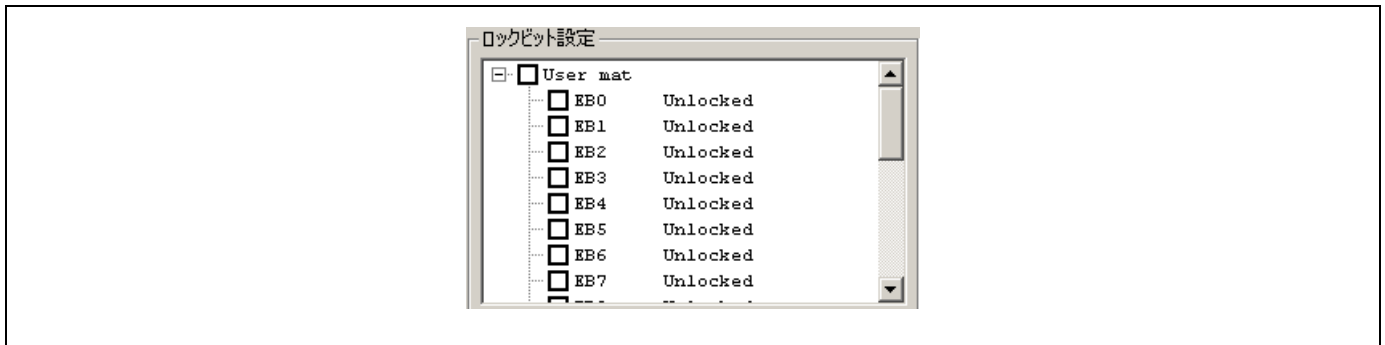 ロックビット設定
User mat
EB0 Unlocked
EB1 Unlocked
EB2 Unlocked
EB3 Unlocked
EB4 Unlocked
EB5 Unlocked
EB6 Unlocked
EB7 Unlocked